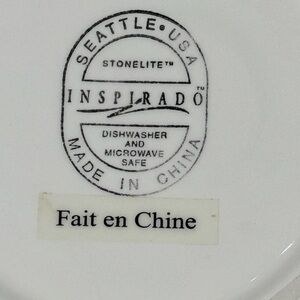 SEATTLE • USA
STONELITE™
INSPIRADO™
DISHWASHER
AND
MICROWAVE
SAFE
MADE IN CHINA
Fait en Chine